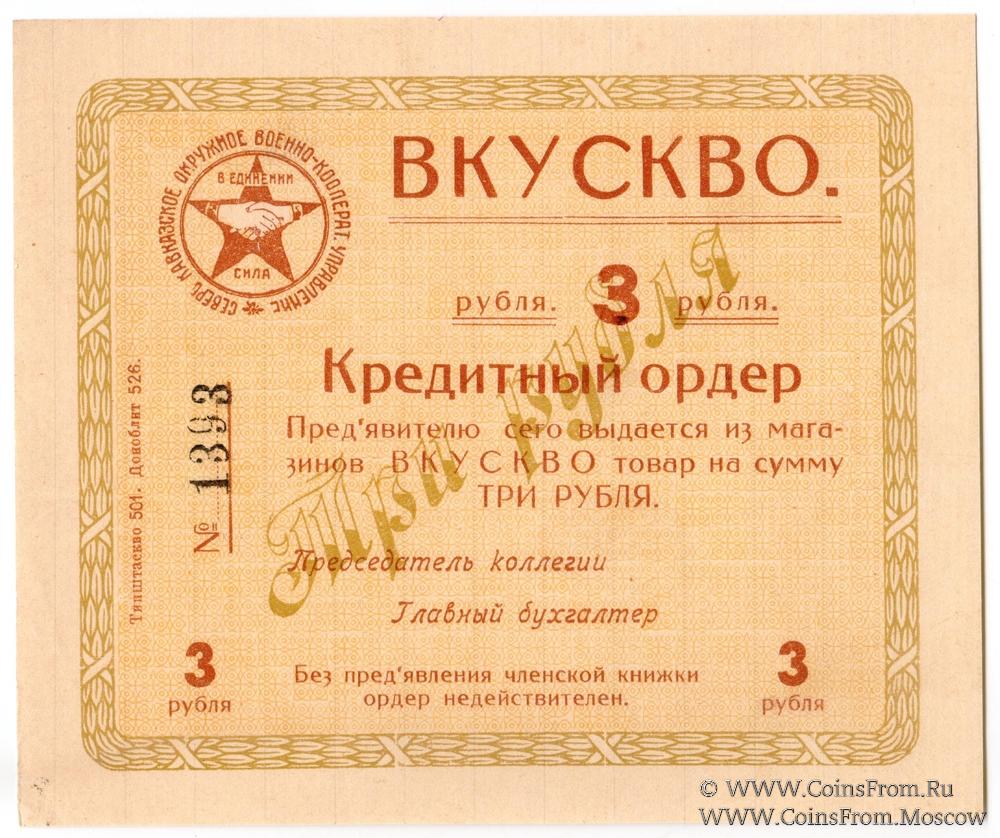 СЕВЕРО КАВКАЗСКОЕ ОКРУЖНОЕ ВОЕННО-КООПЕРАТ. УПРАВЛЕНИЕ
В ЕДИНЕНИИ
СИЛА
ВКУСКВО.
рубля. 3 рубля.
Три рубля
Кредитный ордер
Пред'явителю сего выдается из мага-
зинов ВКУСКВО товар на сумму
ТРИ РУБЛЯ.
Председатель коллегии
Главный бухгалтер
Типштаскво 501. Доноблит 526.
№ 1393
3
рубля
Без пред'явления членской книжки
ордер недействителен.
3
рубля
© WWW.CoinsFrom.Ru
WWW.CoinsFrom.Moscow